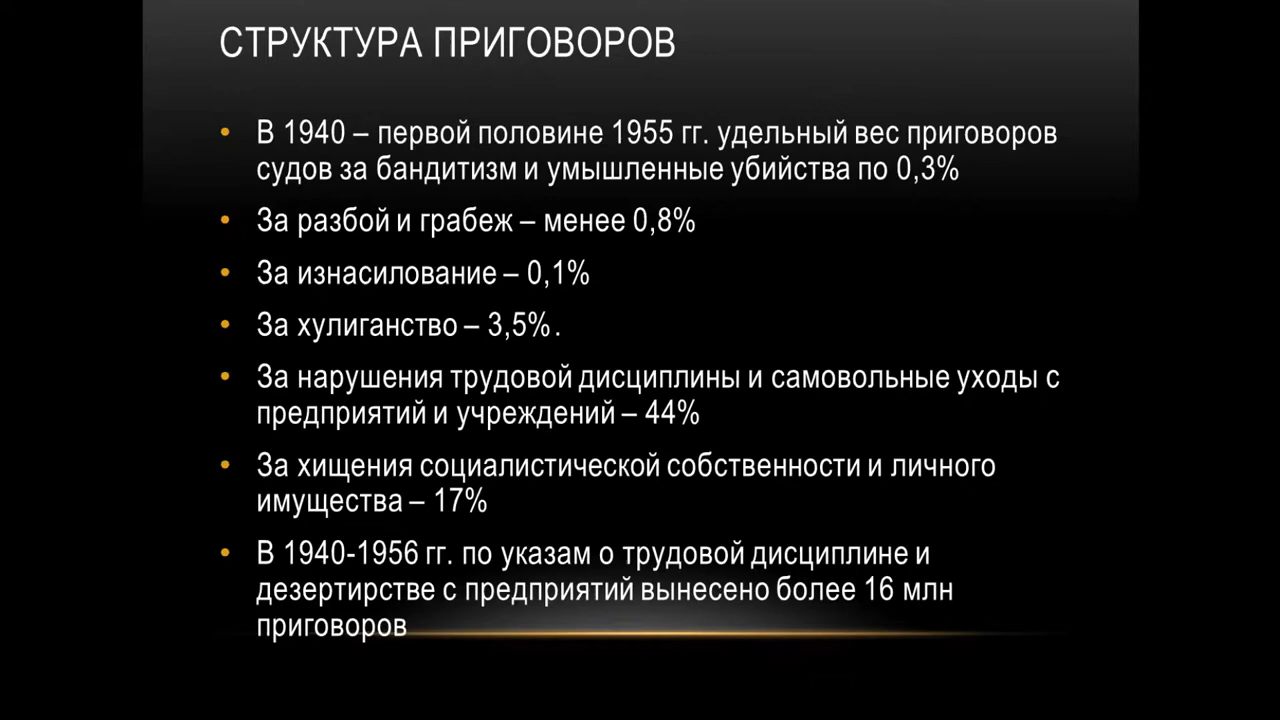 СТРУКТУРА ПРИГОВОРОВ
• В 1940 – первой половине 1955 гг. удельный вес приговоров
судов за бандитизм и умышленные убийства по 0,3%
• За разбой и грабеж – менее 0,8%
• За изнасилование – 0,1%
• За хулиганство – 3,5%.
• За нарушения трудовой дисциплины и самовольные уходы с
предприятий и учреждений – 44%
• За хищения социалистической собственности и личного
имущества – 17%
• В 1940-1956 гг. по указам о трудовой дисциплине и
дезертирстве с предприятий вынесено более 16 млн
приговоров